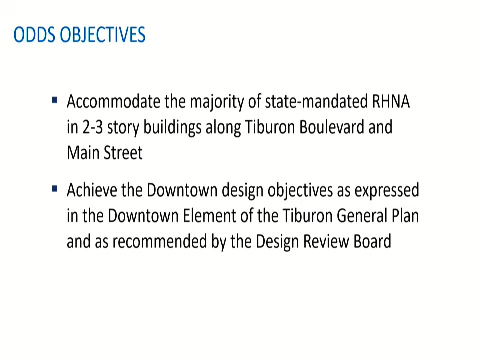 ODDS OBJECTIVES
▪ Accommodate the majority of state-mandated RHNA
in 2-3 story buildings along Tiburon Boulevard and
Main Street
▪ Achieve the Downtown design objectives as expressed
in the Downtown Element of the Tiburon General Plan
and as recommended by the Design Review Board